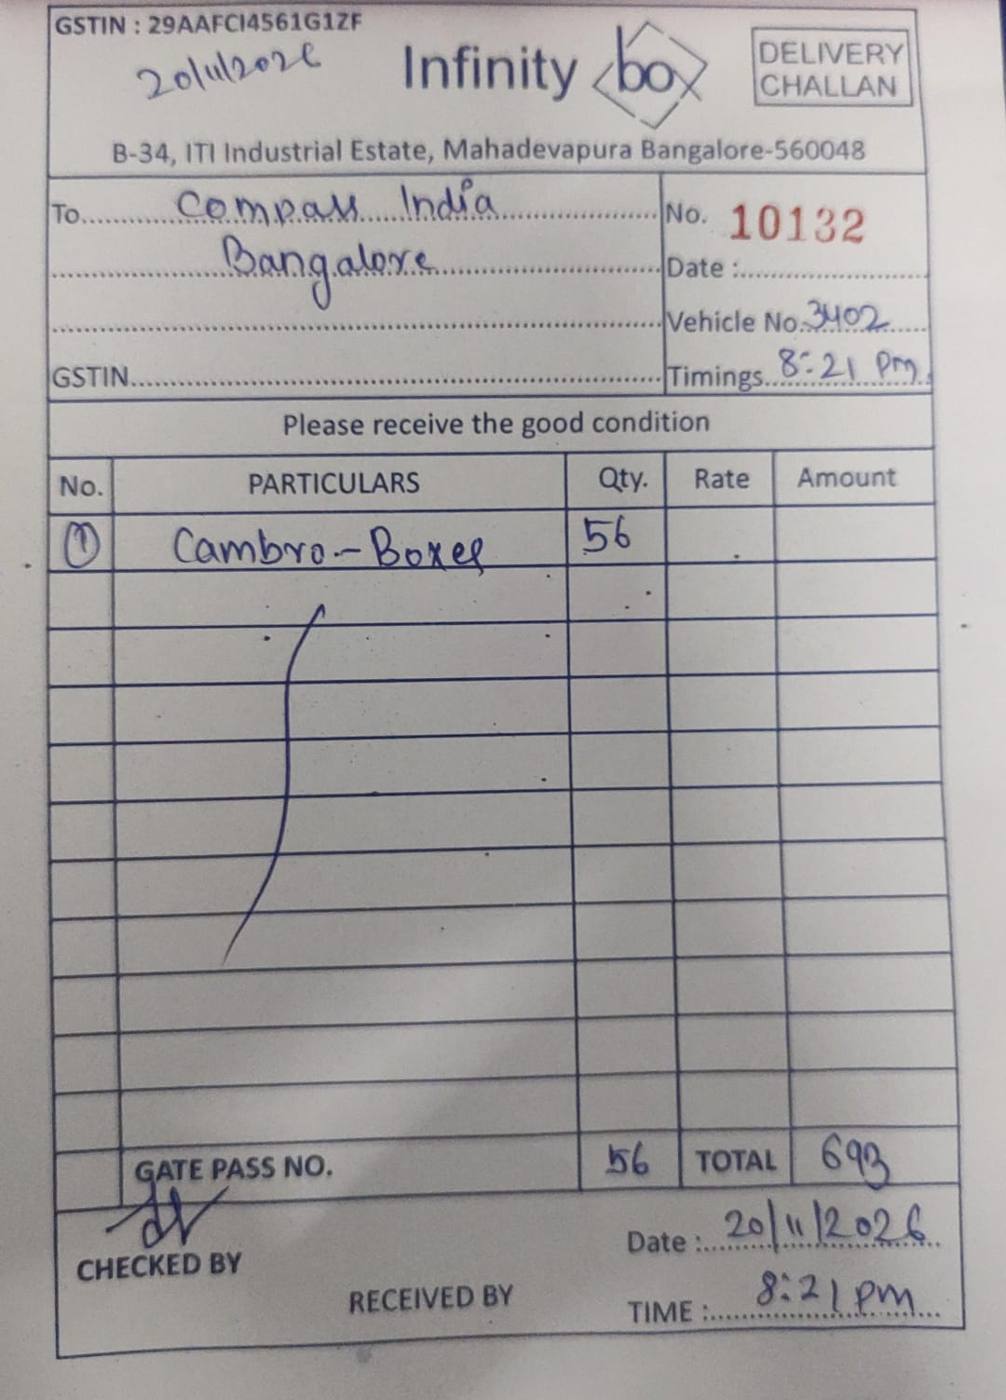 GSTIN : 29AAFCI4561G1ZF
20/11/2026
Infinity box
DELIVERY
CHALLAN
B-34, ITI Industrial Estate, Mahadevapura Bangalore-560048
To Compass India
Bangalore
GSTIN
No. 10132
Date :
Vehicle No. 3402
Timings 8:21 pm
Please receive the good condition
No. PARTICULARS Qty. Rate Amount
1 Cambro-Boxes 56
GATE PASS NO. 56 TOTAL 693
CHECKED BY
RECEIVED BY
Date : 20/11/2026
TIME : 8:21 pm